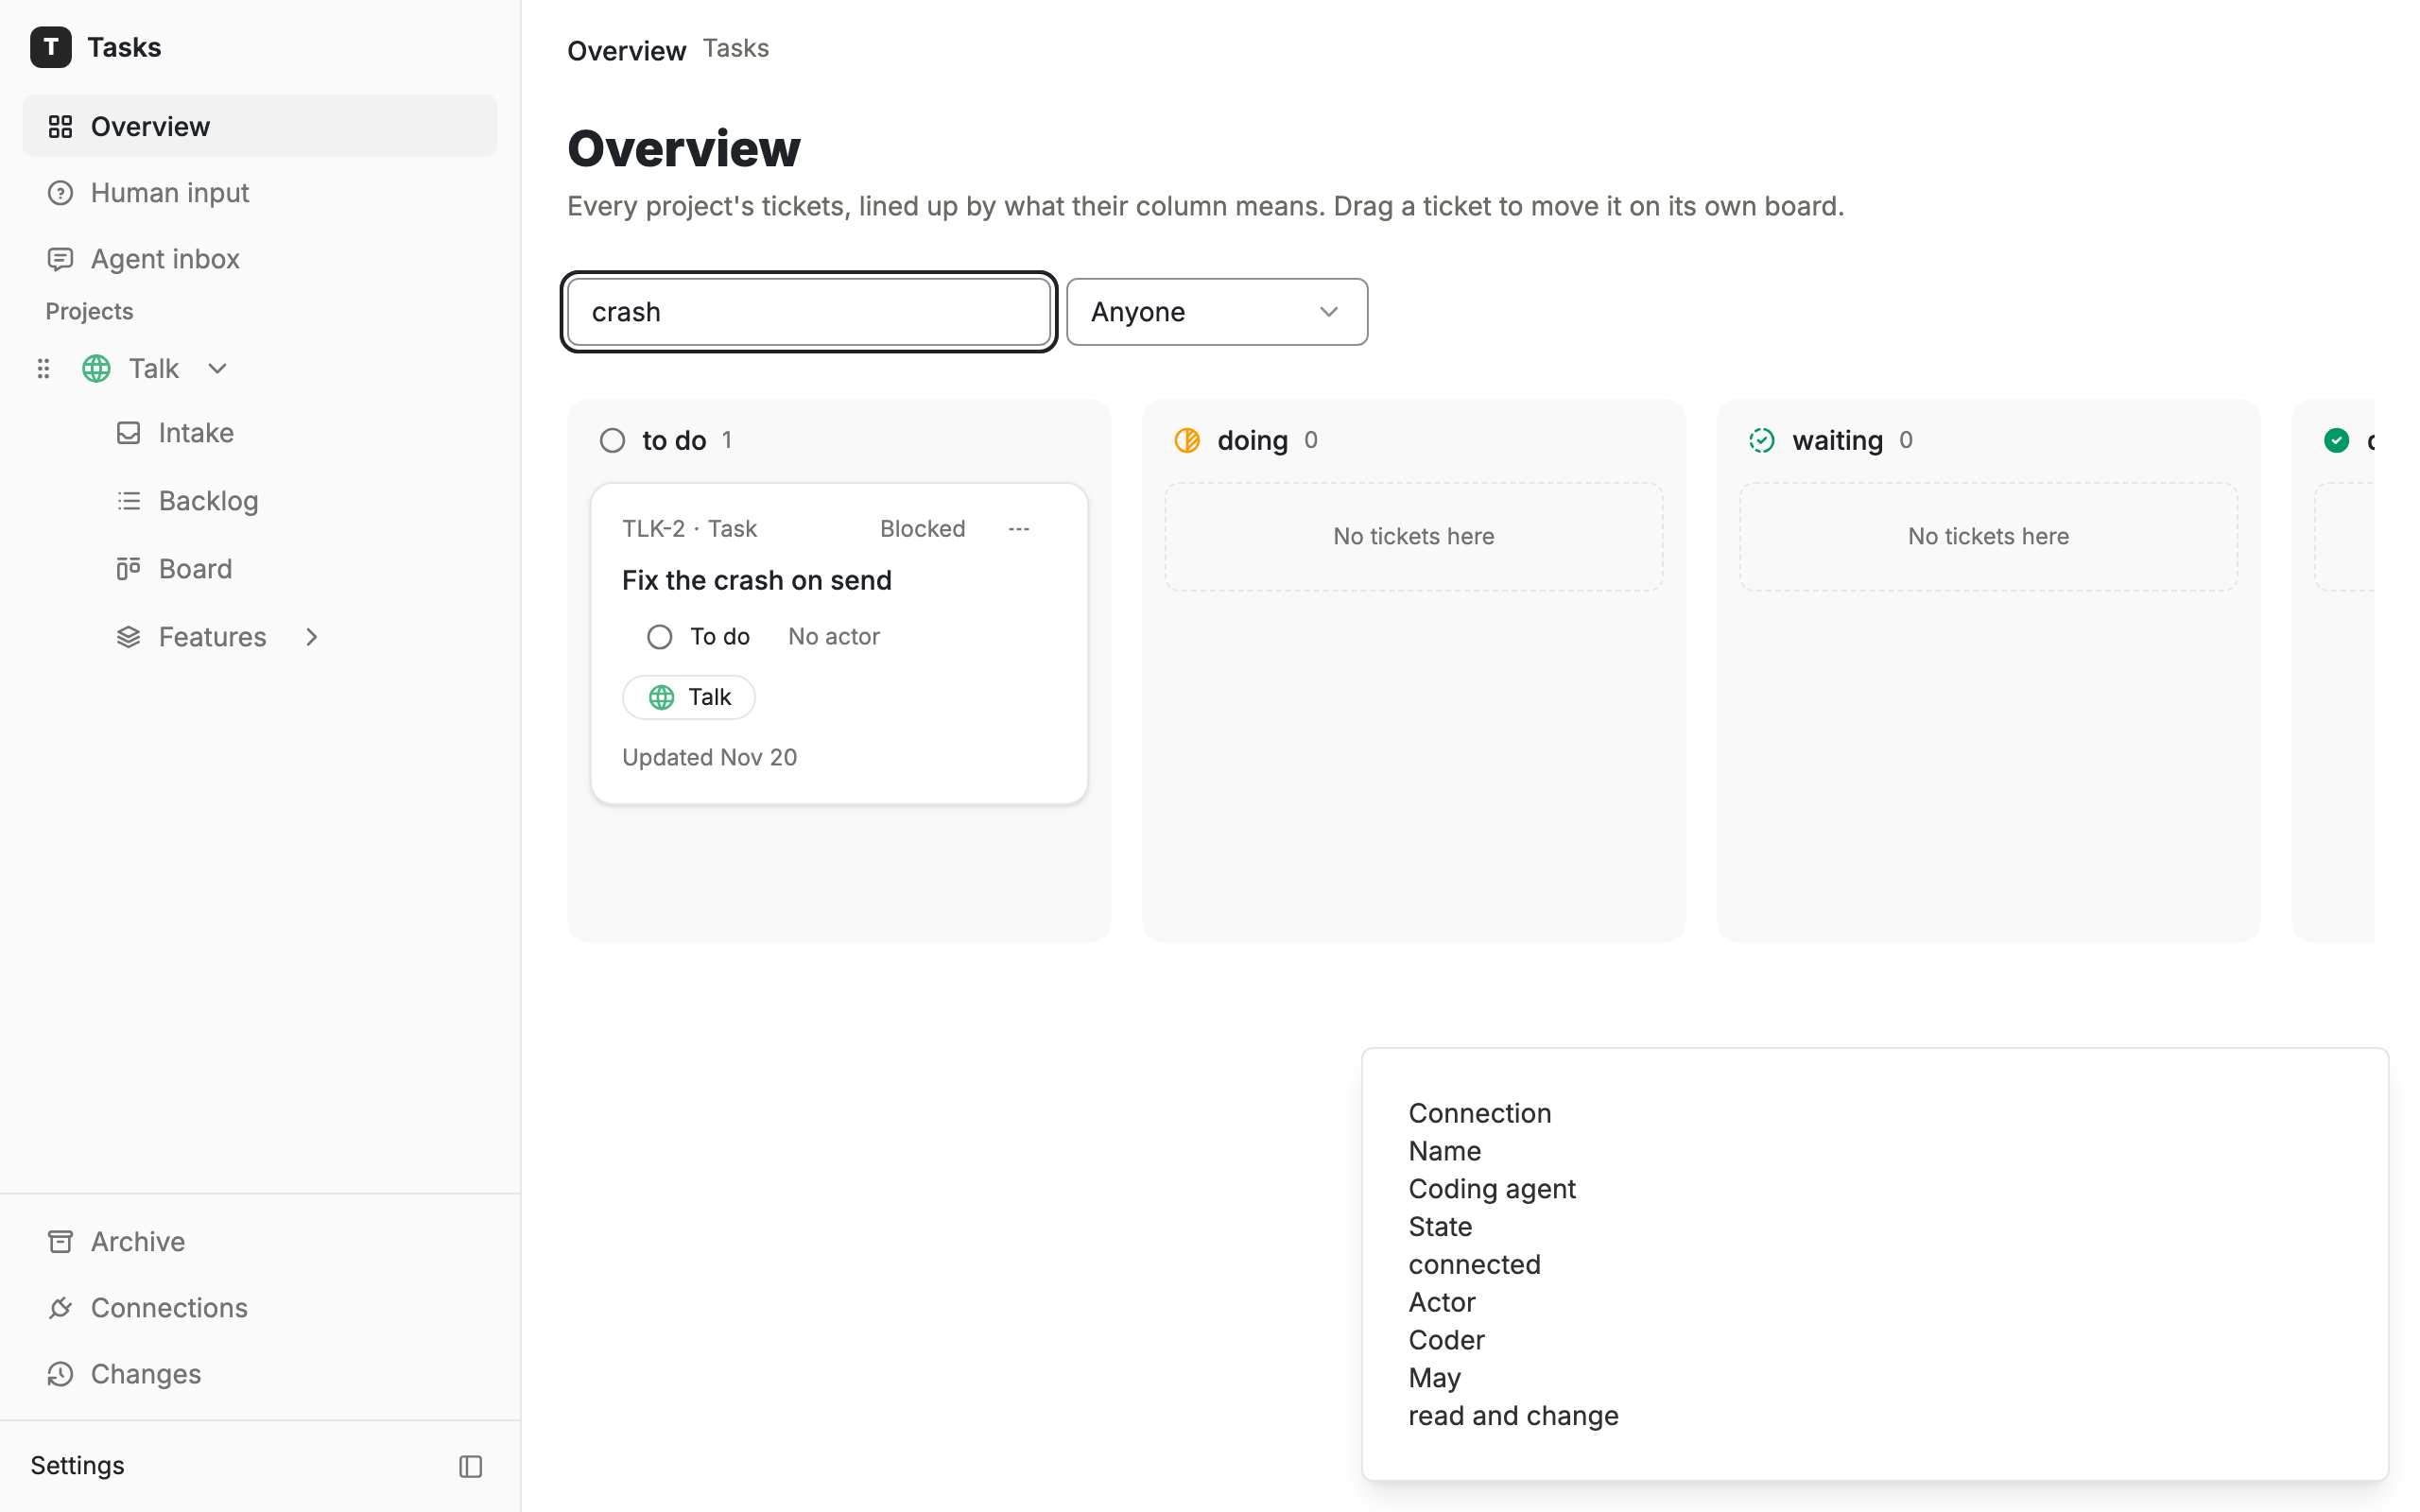 T Tasks
Overview
Human input
Agent inbox
Projects
Talk
Intake
Backlog
Board
Features
Archive
Connections
Changes
Settings
Overview Tasks
Overview
Every project's tickets, lined up by what their column means. Drag a ticket to move it on its own board.
crash Anyone
to do 1
TLK-2 · Task Blocked
Fix the crash on send
To do No actor
Talk
Updated Nov 20
doing 0
No tickets here
waiting 0
No tickets here
Connection
Name
Coding agent
State
connected
Actor
Coder
May
read and change